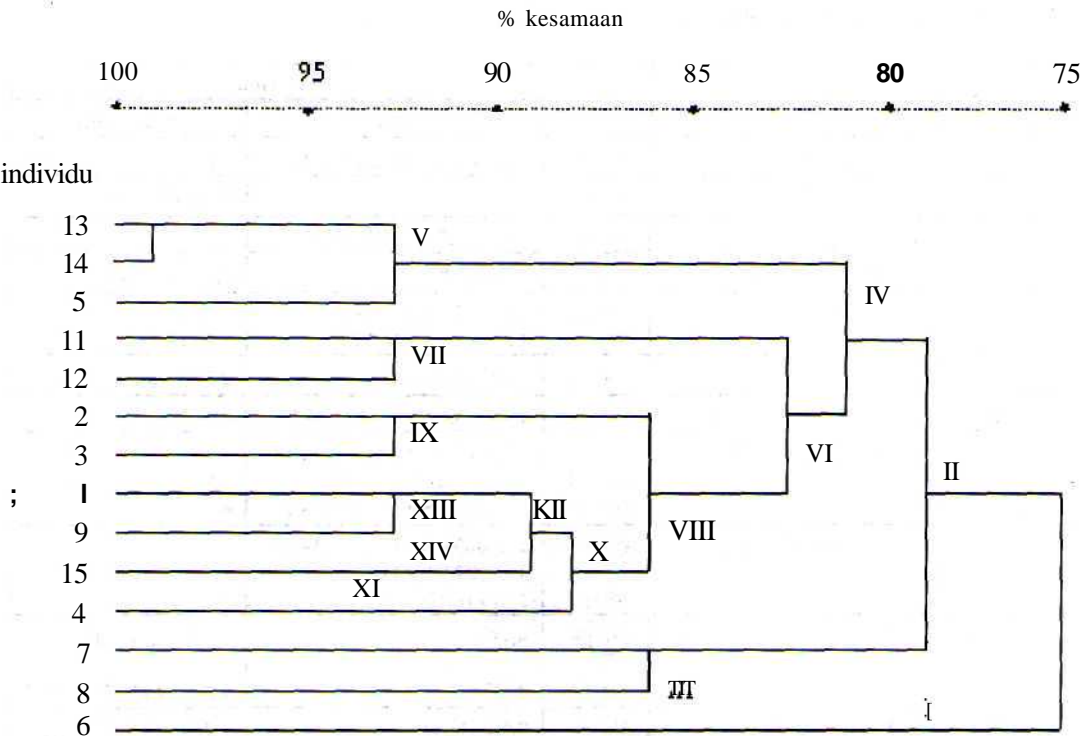 % kesamaan
100 95 90 85 80 75
individu
13
V
14
IV
5
11
VII
12
2
IX
3
VI
II
; I
XIII KII
9
VIII
XIV X
15
XI
4
7
8
6